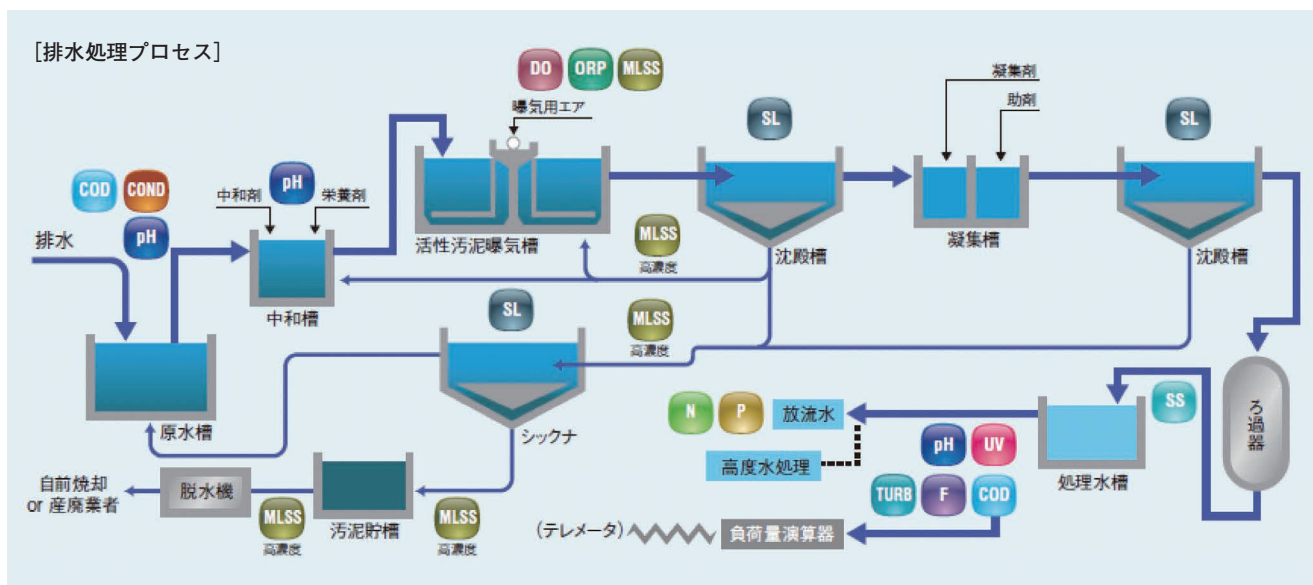 [排水処理プロセス]
DO ORP MLSS
曝気用エア
凝集剤
助剤
SL
SL
COD COND
pH
中和剤
pH
栄養剤
排水
活性汚泥曝気槽
MLSS
高濃度
沈殿槽
凝集槽
沈殿槽
中和槽
SL
MLSS
高濃度
原水槽
シックナ
N P 放流水
SS
ろ過器
高度水処理
pH UV
処理水槽
自前焼却
or 産廃業者
脱水機
MLSS
高濃度
汚泥貯槽
MLSS
高濃度
TURB F COD
(テレメータ)
負荷量演算器